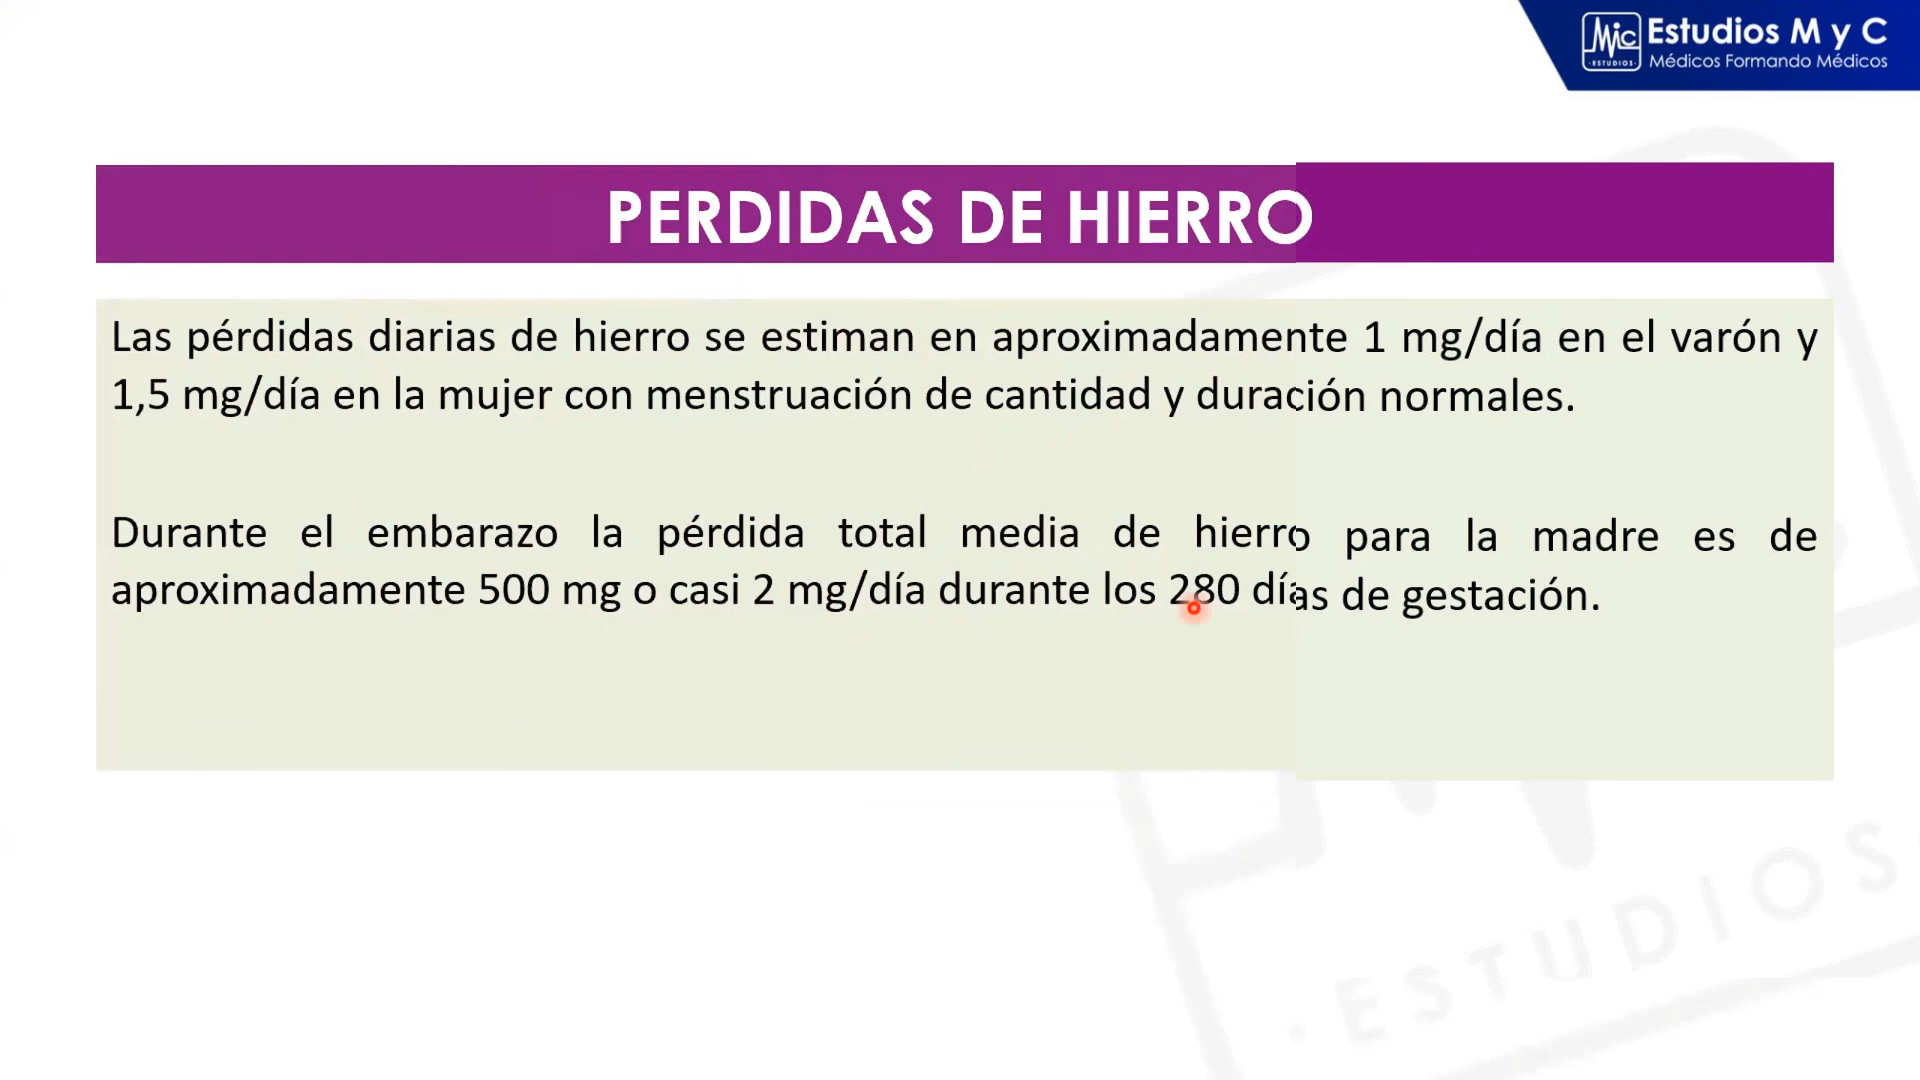 Mic
·ESTUDIOS·
Estudios M y C
Médicos Formando Médicos
PERDIDAS DE HIERRO
Las pérdidas diarias de hierro se estiman en aproximadamente 1 mg/día en el varón y
1,5 mg/día en la mujer con menstruación de cantidad y duración normales.
Durante el embarazo la pérdida total media de hierro para la madre es de
aproximadamente 500 mg o casi 2 mg/día durante los 280 días de gestación.
· ESTUDIOS ·